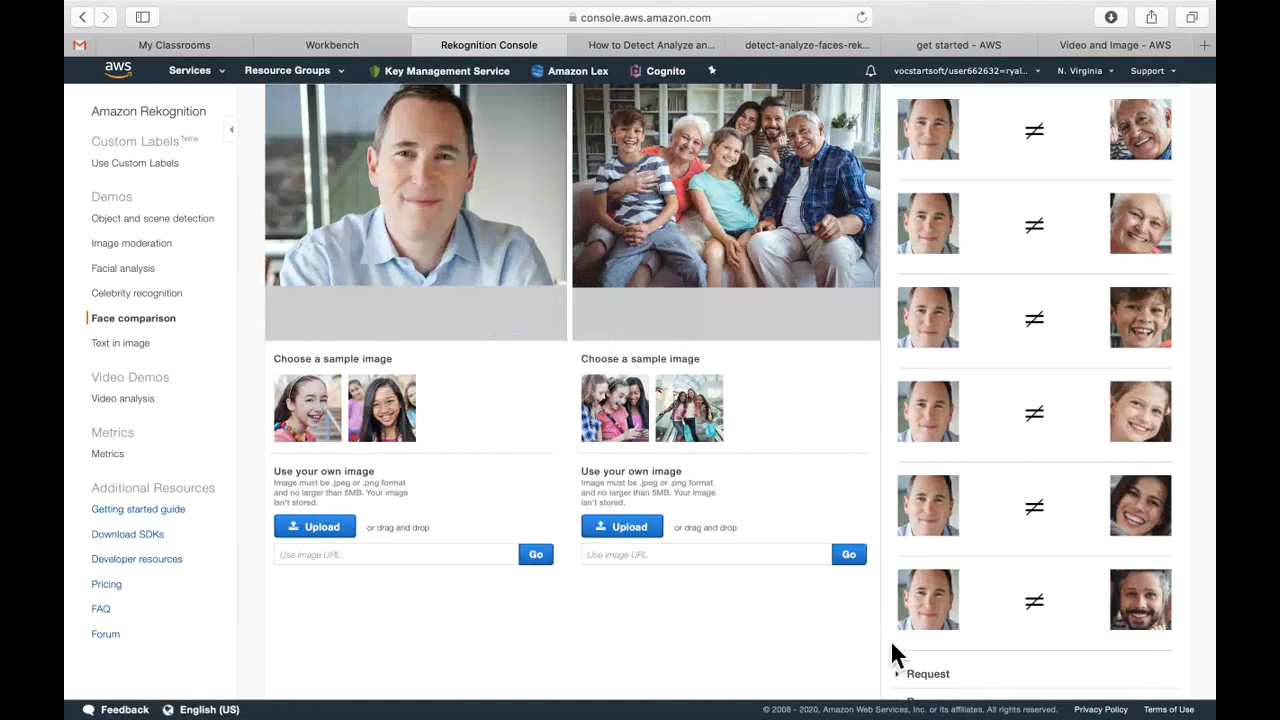 console.aws.amazon.com
My Classrooms
Workbench
Rekognition Console
How to Detect Analyze an...
detect-analyze-faces-rek...
get started - AWS
Video and Image - AWS
aws
Services
Resource Groups
Key Management Service
Amazon Lex
Cognito
vocstartsoft/user662632=ryal...
N. Virginia
Support
Amazon Rekognition
Custom Labels New
Use Custom Labels
Demos
Object and scene detection
Image moderation
Facial analysis
Celebrity recognition
Face comparison
Text in image
Video Demos
Video analysis
Metrics
Metrics
Additional Resources
Getting started guide
Download SDKs
Developer resources
Pricing
FAQ
Forum
Choose a sample image
Use your own image
Image must be .jpeg or .png format
and no larger than 5MB. Your image
isn't stored.
Upload or drag and drop
Use image URL Go
Choose a sample image
Use your own image
Image must be .jpeg or .png format
and no larger than 5MB. Your image
isn't stored.
Upload or drag and drop
Use image URL Go
≠
≠
≠
≠
≠
≠
Request
Feedback
English (US)
© 2008 - 2020, Amazon Web Services, Inc. or its affiliates. All rights reserved.
Privacy Policy
Terms of Use